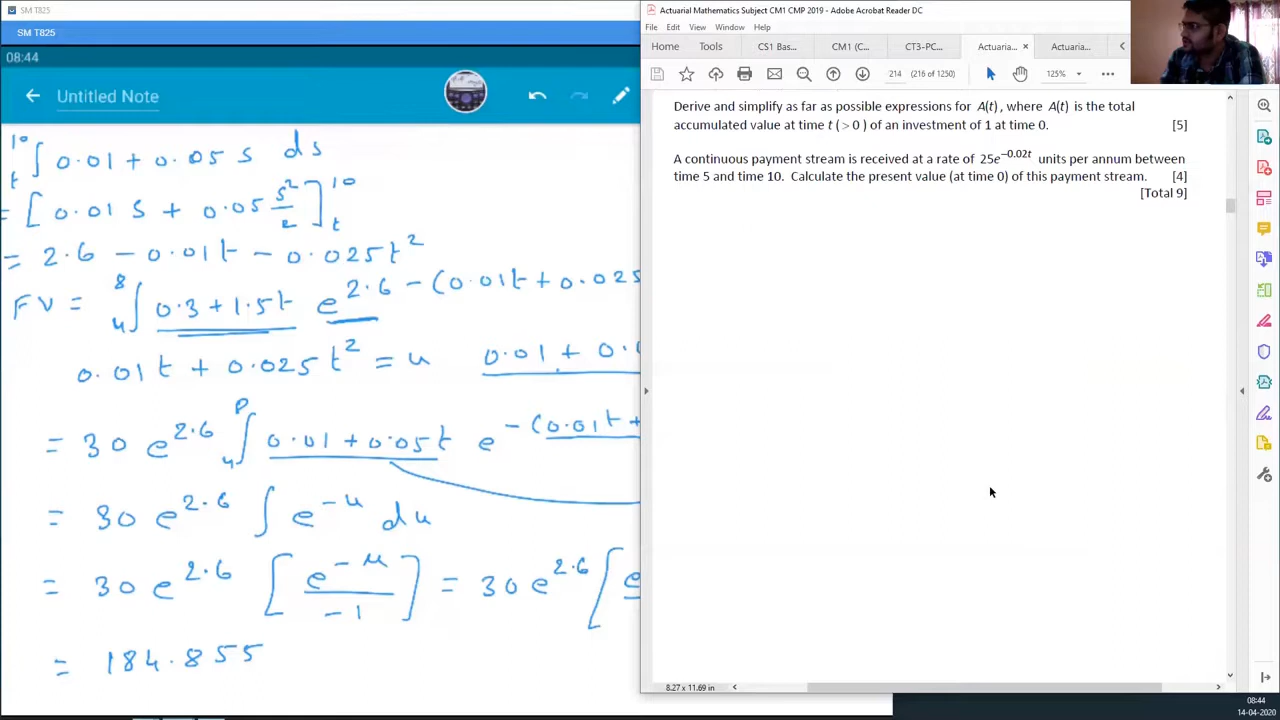 SM T825
SM T825
08:44
Untitled Note
10∫t 0.01 + 0.05 s ds
= [ 0.01 s + 0.05 s²/2 ]10 t
= 2.6 - 0.01t - 0.025t²
FV = 8∫4 0.3 + 1.5t e^2.6 - (0.01t + 0.025
0.01t + 0.025t² = u 0.01 + 0.
= 30 e^2.6 8∫4 0.01 + 0.05t e^-(0.01t +
= 30 e^2.6 ∫ e^-u du
= 30 e^2.6 [ e^-u / -1 ] = 30 e^2.6 [ e
= 184.855
Actuarial Mathematics Subject CM1 CMP 2019 - Adobe Acrobat Reader DC
File Edit View Window Help
Home Tools CS1 Bas... CM1 (C... CT3-PC... Actuaria... × Actuaria...
214 (216 of 1250) 125%
Derive and simplify as far as possible expressions for A(t), where A(t) is the total
accumulated value at time t (> 0) of an investment of 1 at time 0. [5]
A continuous payment stream is received at a rate of 25e^−0.02t units per annum between
time 5 and time 10. Calculate the present value (at time 0) of this payment stream. [4]
[Total 9]
8.27 x 11.69 in
08:44
14-04-2020